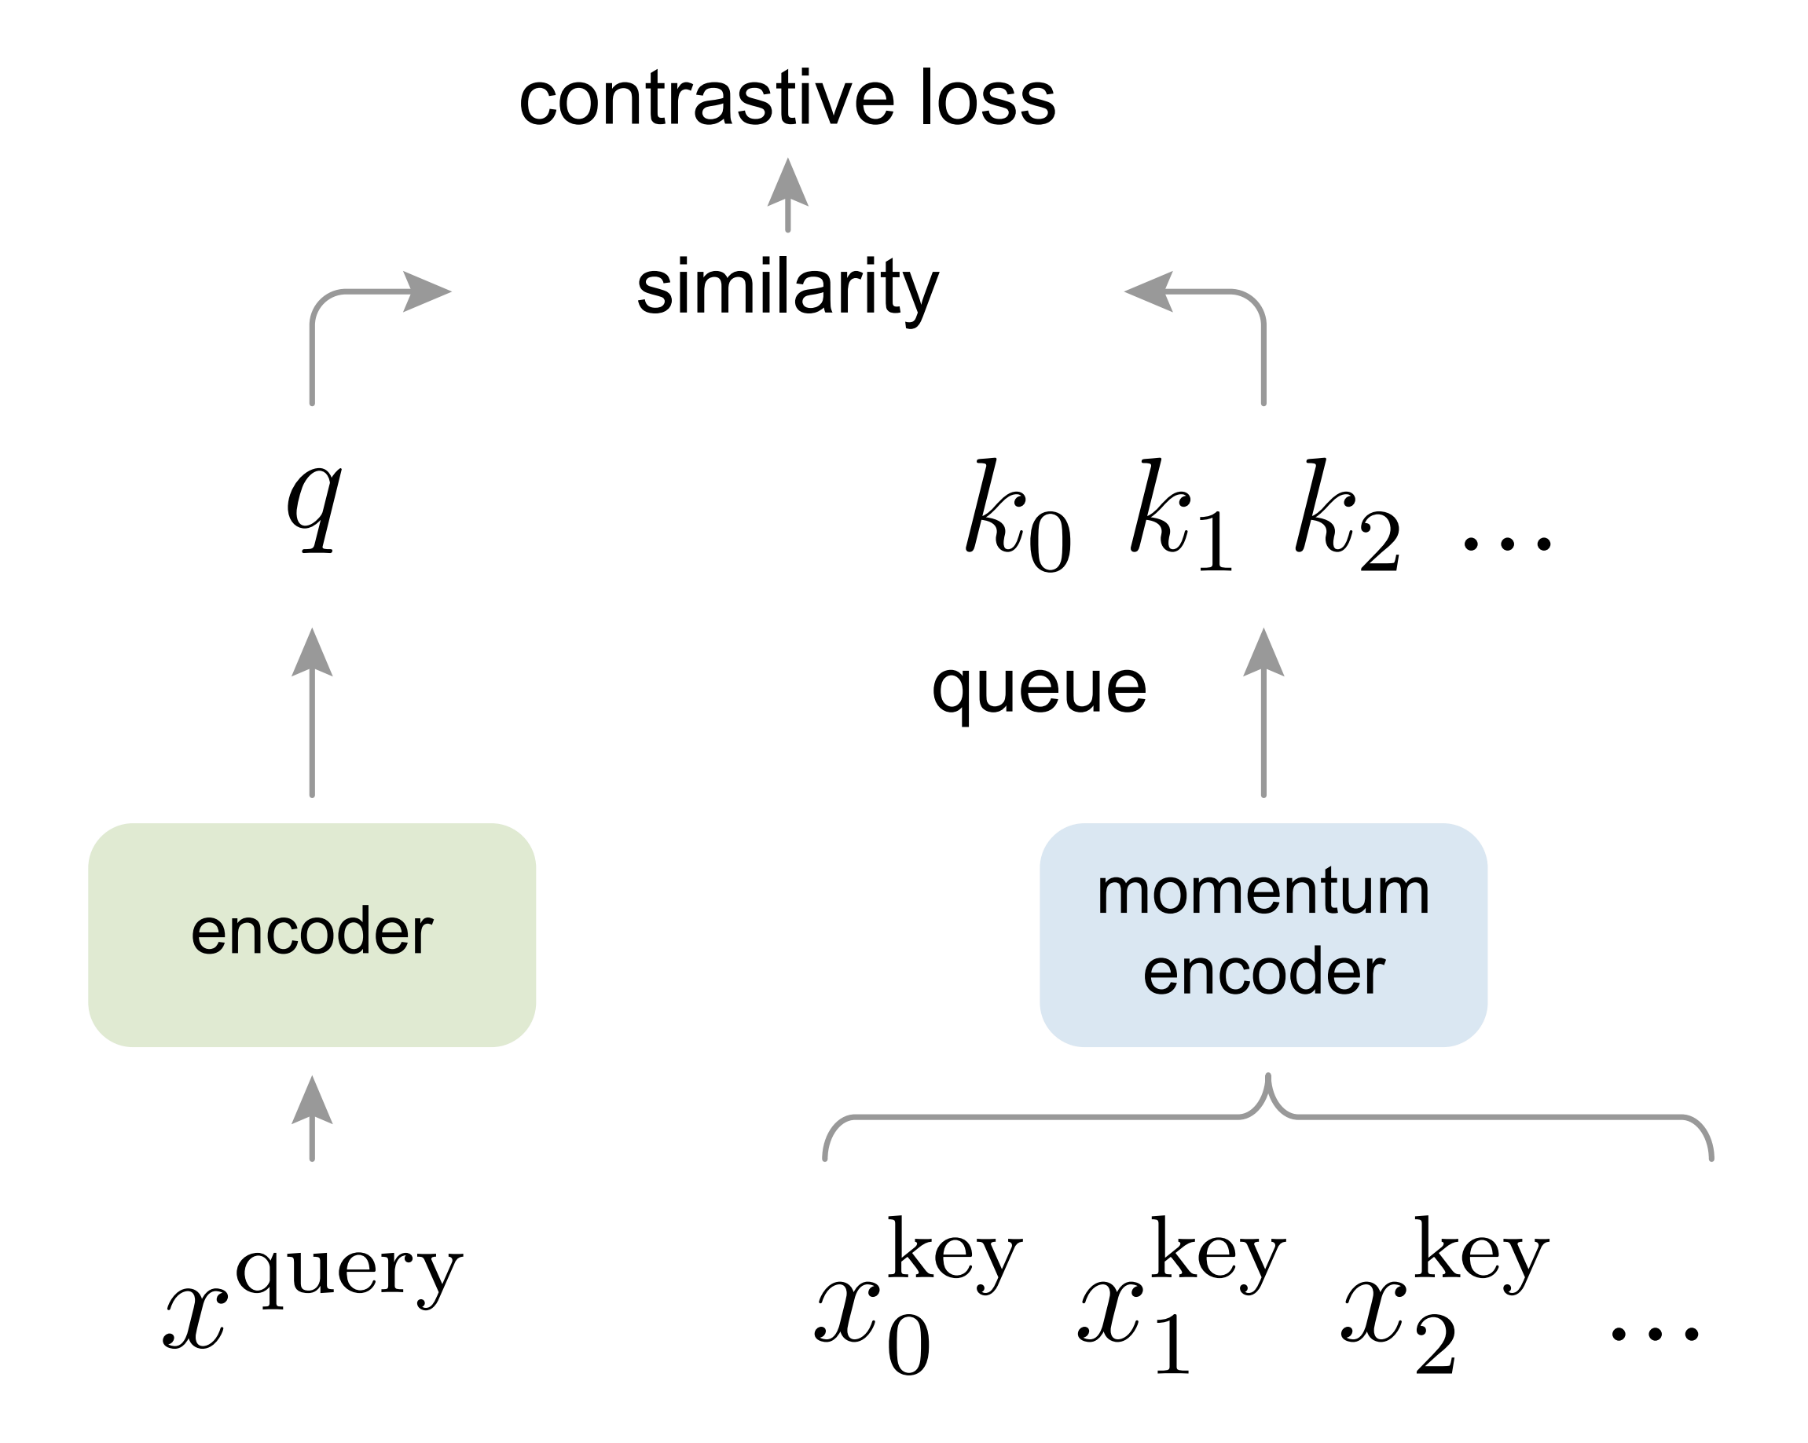 contrastive loss
similarity
q
k₀ k₁ k₂ ...
queue
encoder
momentum
encoder
x^query
x₀^key x₁^key x₂^key ...